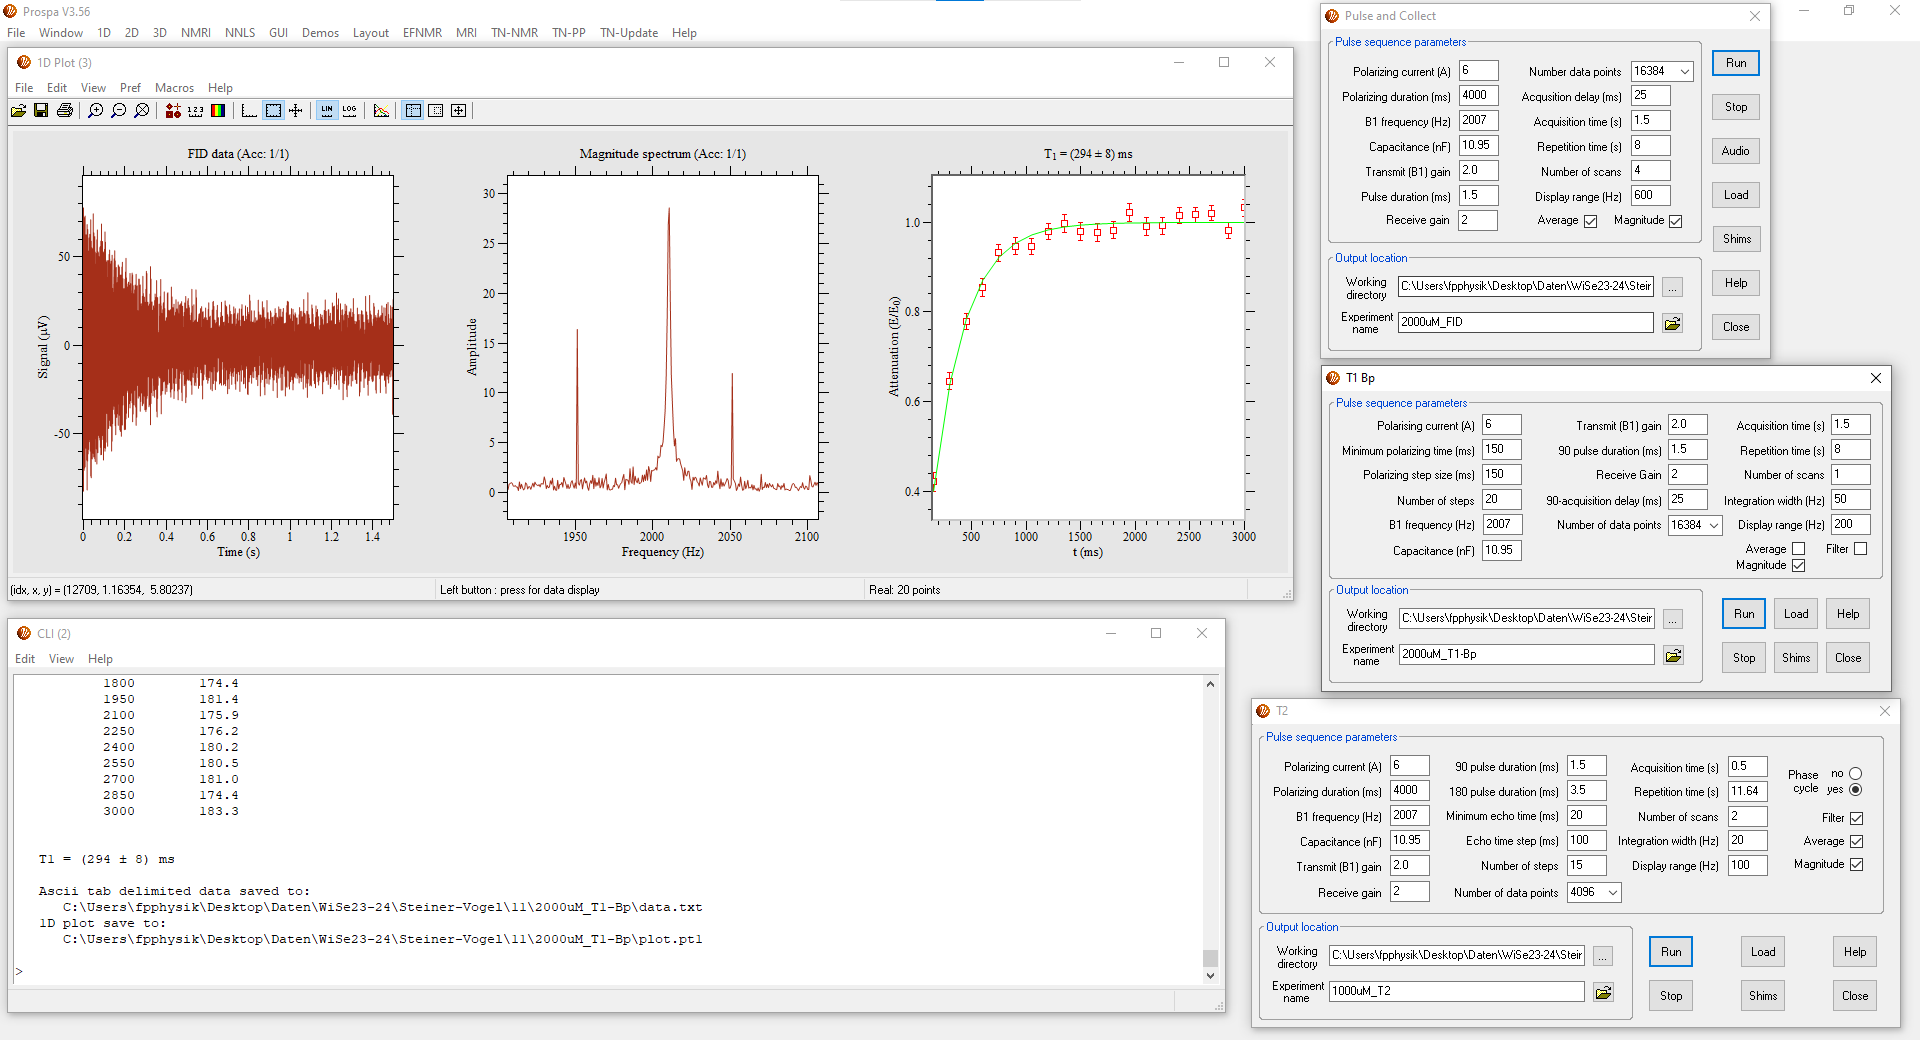 Prospa V3.56
File Window 1D 2D 3D NMRI NNLS GUI Demos Layout EFNMR MRI TN-NMR TN-PP TN-Update Help
1D Plot (3)
File Edit View Pref Macros Help
1 2 3
LIN LOG
FID data (Acc: 1/1)
Signal (µV)
50
0
-50
0 0.2 0.4 0.6 0.8 1 1.2 1.4
Time (s)
Magnitude spectrum (Acc: 1/1)
Amplitude
30
25
20
15
10
5
0
1950 2000 2050 2100
Frequency (Hz)
T1 = (294 ± 8) ms
Attenuation (E/E0)
1.0
0.8
0.6
0.4
500 1000 1500 2000 2500 3000
t (ms)
(idx, x, y) = (12709, 1.16354, 5.80237)
Left button : press for data display
Real: 20 points
CLI (2)
Edit View Help
1800 174.4
1950 181.4
2100 175.9
2250 176.2
2400 180.2
2550 180.5
2700 181.0
2850 174.4
3000 183.3
T1 = (294 ± 8) ms
Ascii tab delimited data saved to:
C:\Users\fpphysik\Desktop\Daten\WiSe23-24\Steiner-Vogel\11\2000uM_T1-Bp\data.txt
1D plot save to:
C:\Users\fpphysik\Desktop\Daten\WiSe23-24\Steiner-Vogel\11\2000uM_T1-Bp\plot.pt1
>
Pulse and Collect
Pulse sequence parameters
Polarizing current (A) 6 Number data points 16384
Polarizing duration (ms) 4000 Acqusition delay (ms) 25
B1 frequency (Hz) 2007 Acquisition time (s) 1.5
Capacitance (nF) 10.95 Repetition time (s) 8
Transmit (B1) gain 2.0 Number of scans 4
Pulse duration (ms) 1.5 Display range (Hz) 600
Receive gain 2 Average Magnitude
Output location
Working directory C:\Users\fpphysik\Desktop\Daten\WiSe23-24\Steir ...
Experiment name 2000uM_FID
Run
Stop
Audio
Load
Shims
Help
Close
T1 Bp
Pulse sequence parameters
Polarising current (A) 6 Transmit (B1) gain 2.0 Acquisition time (s) 1.5
Minimum polarizing time (ms) 150 90 pulse duration (ms) 1.5 Repetition time (s) 8
Polarizing step size (ms) 150 Receive Gain 2 Number of scans 1
Number of steps 20 90-acquisition delay (ms) 25 Integration width (Hz) 50
B1 frequency (Hz) 2007 Number of data points 16384 Display range (Hz) 200
Capacitance (nF) 10.95 Average Filter
Magnitude
Output location
Working directory C:\Users\fpphysik\Desktop\Daten\WiSe23-24\Steir ...
Experiment name 2000uM_T1-Bp
Run Load Help
Stop Shims Close
T2
Pulse sequence parameters
Polarizing current (A) 6 90 pulse duration (ms) 1.5 Acquisition time (s) 0.5 Phase cycle no
Polarizing duration (ms) 4000 180 pulse duration (ms) 3.5 Repetition time (s) 11.64 yes
B1 frequency (Hz) 2007 Minimum echo time (ms) 20 Number of scans 2 Filter
Capacitance (nF) 10.95 Echo time step (ms) 100 Integration width (Hz) 20 Average
Transmit (B1) gain 2.0 Number of steps 15 Display range (Hz) 100 Magnitude
Receive gain 2 Number of data points 4096
Output location
Working directory C:\Users\fpphysik\Desktop\Daten\WiSe23-24\Steir ...
Experiment name 1000uM_T2
Run Load Help
Stop Shims Close